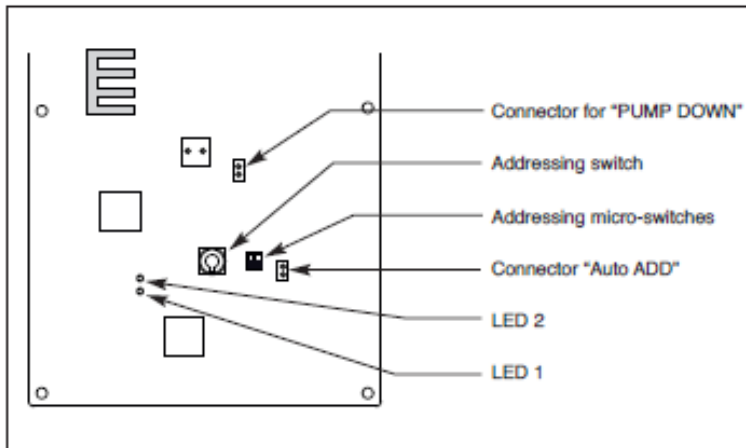 Connector for “PUMP DOWN”
Addressing switch
Addressing micro-switches
Connector “Auto ADD”
LED 2
LED 1